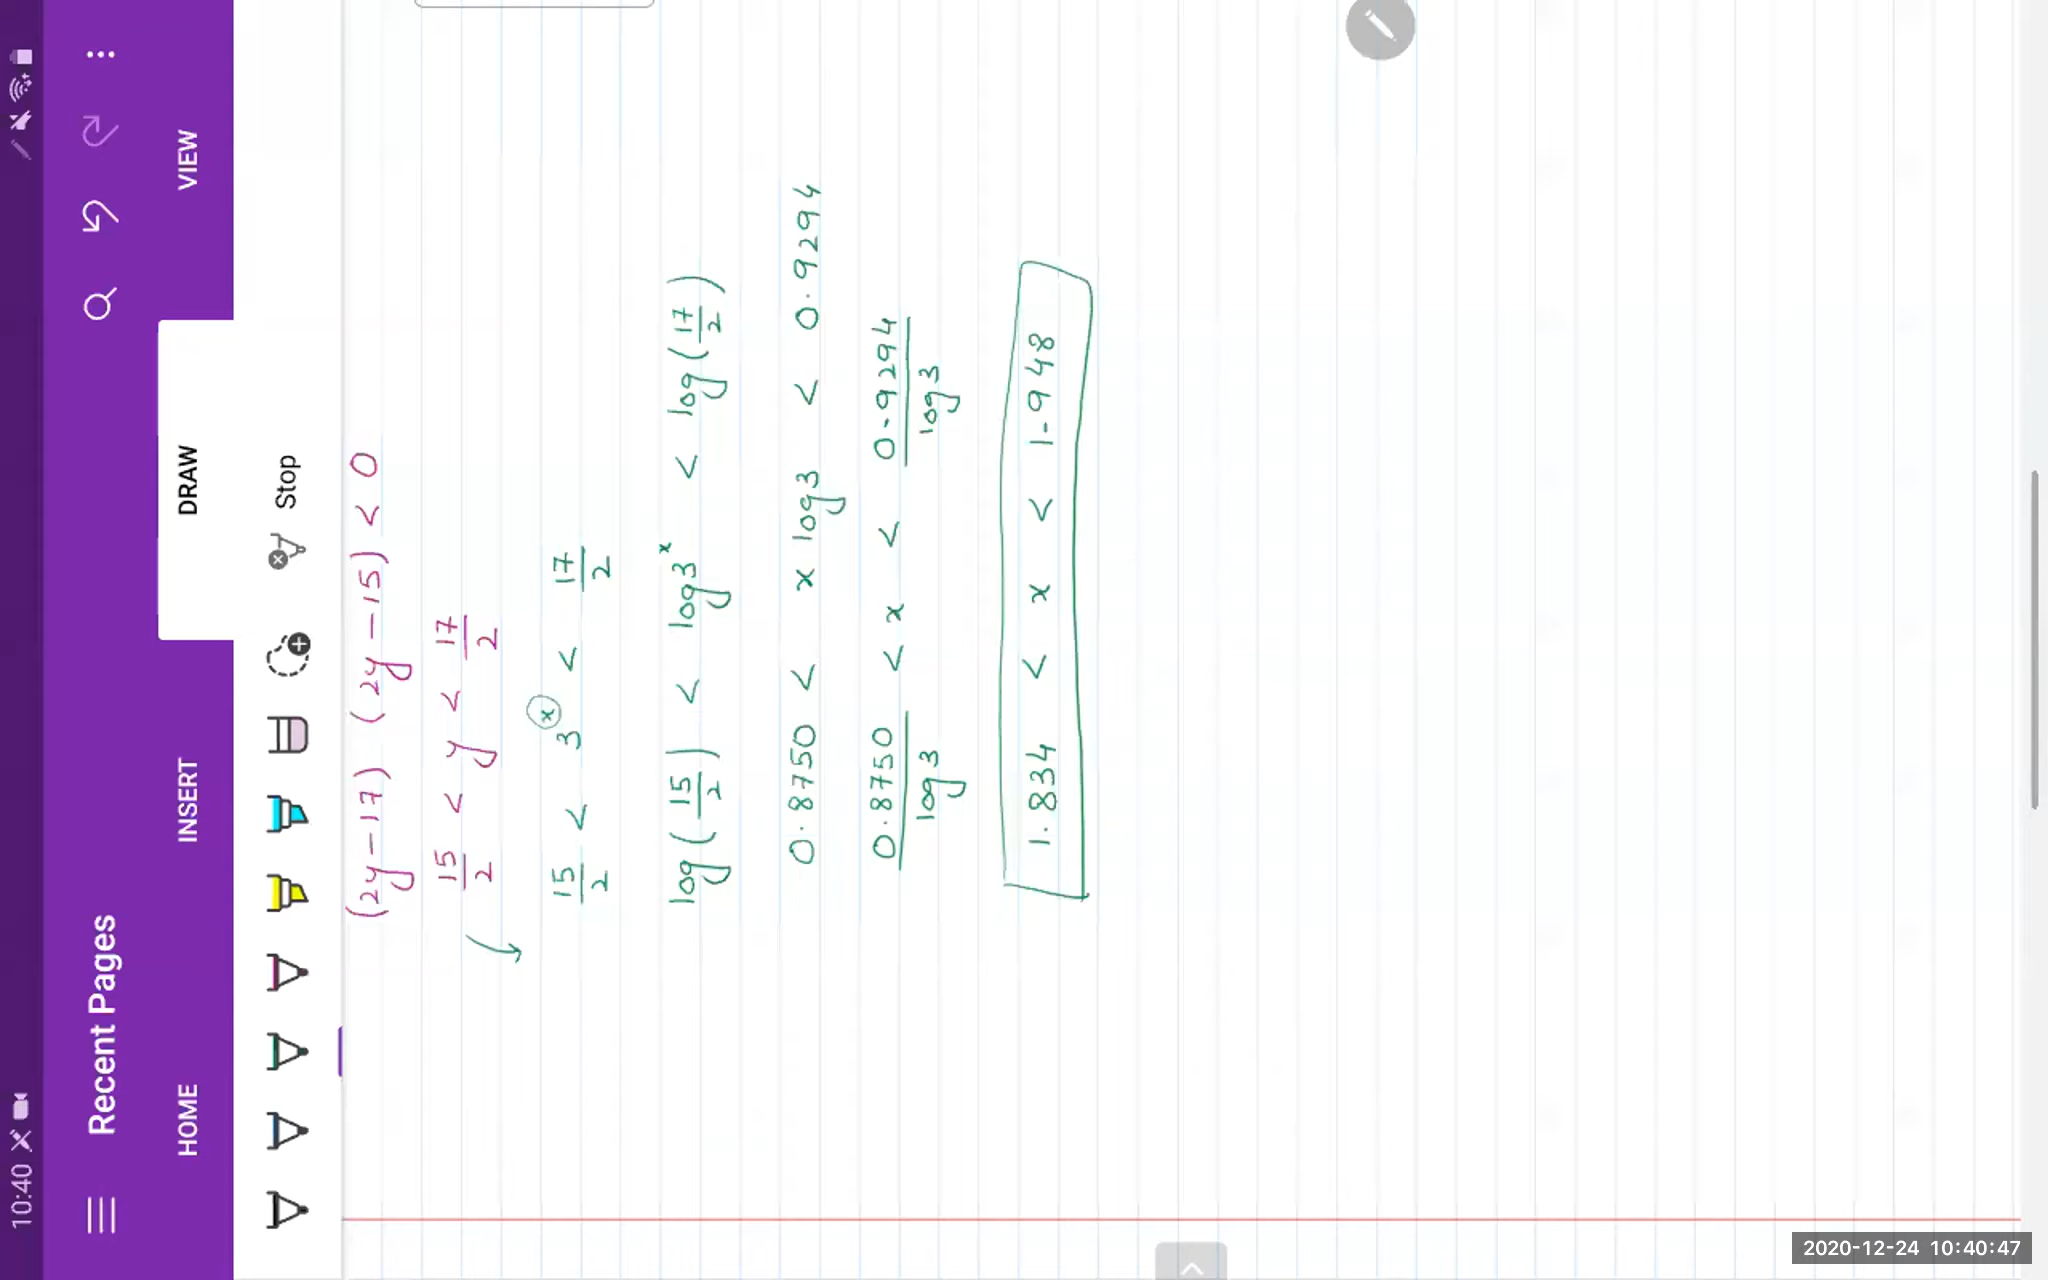 10:40
Recent Pages
HOME
INSERT
DRAW
VIEW
Stop
(2y-17) (2y-15) < 0
15/2 < y < 17/2
15/2 < 3^x < 17/2
log(15/2) < log3^x < log(17/2)
0.8750 < x log3 < 0.9294
0.8750/log3 < x < 0.9294/log3
1.834 < x < 1.948
2020-12-24 10:40:47